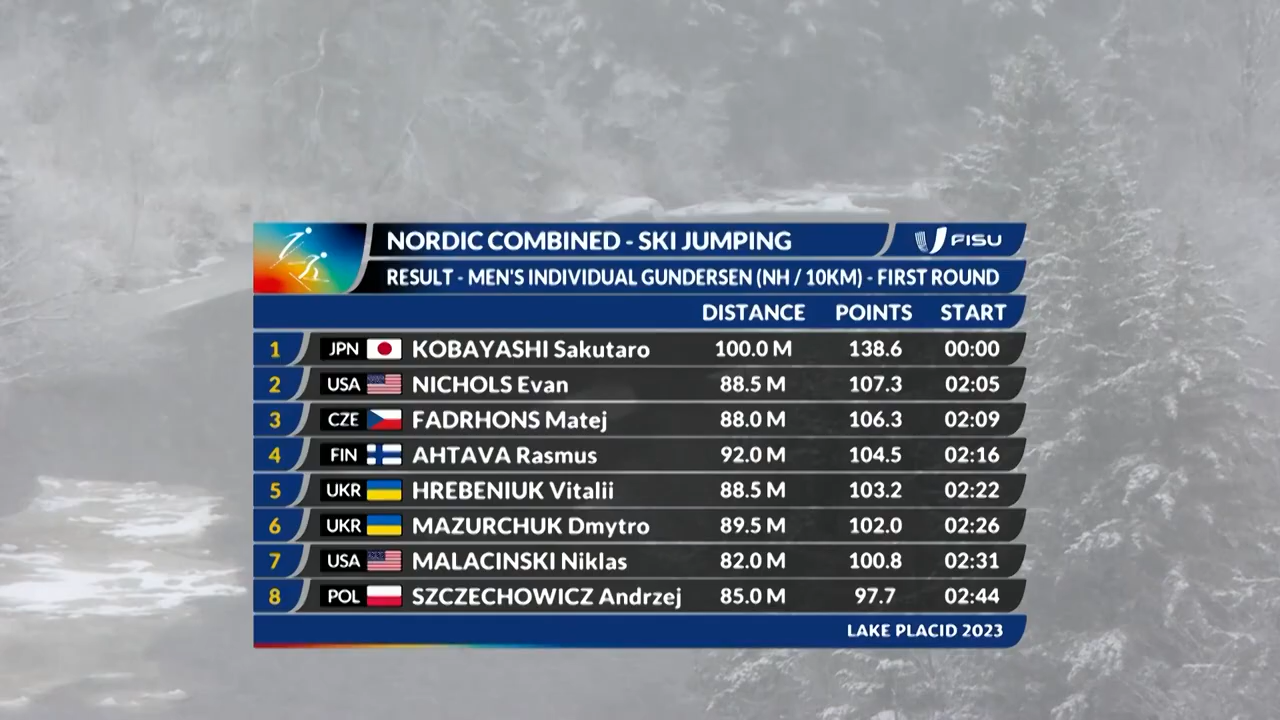 NORDIC COMBINED - SKI JUMPING FISU
RESULT - MEN'S INDIVIDUAL GUNDERSEN (NH / 10KM) - FIRST ROUND
DISTANCE POINTS START
1 JPN KOBAYASHI Sakutaro 100.0 M 138.6 00:00
2 USA NICHOLS Evan 88.5 M 107.3 02:05
3 CZE FADRHONS Matej 88.0 M 106.3 02:09
4 FIN AHTAVA Rasmus 92.0 M 104.5 02:16
5 UKR HREBENIUK Vitalii 88.5 M 103.2 02:22
6 UKR MAZURCHUK Dmytro 89.5 M 102.0 02:26
7 USA MALACINSKI Niklas 82.0 M 100.8 02:31
8 POL SZCZECHOWICZ Andrzej 85.0 M 97.7 02:44
LAKE PLACID 2023